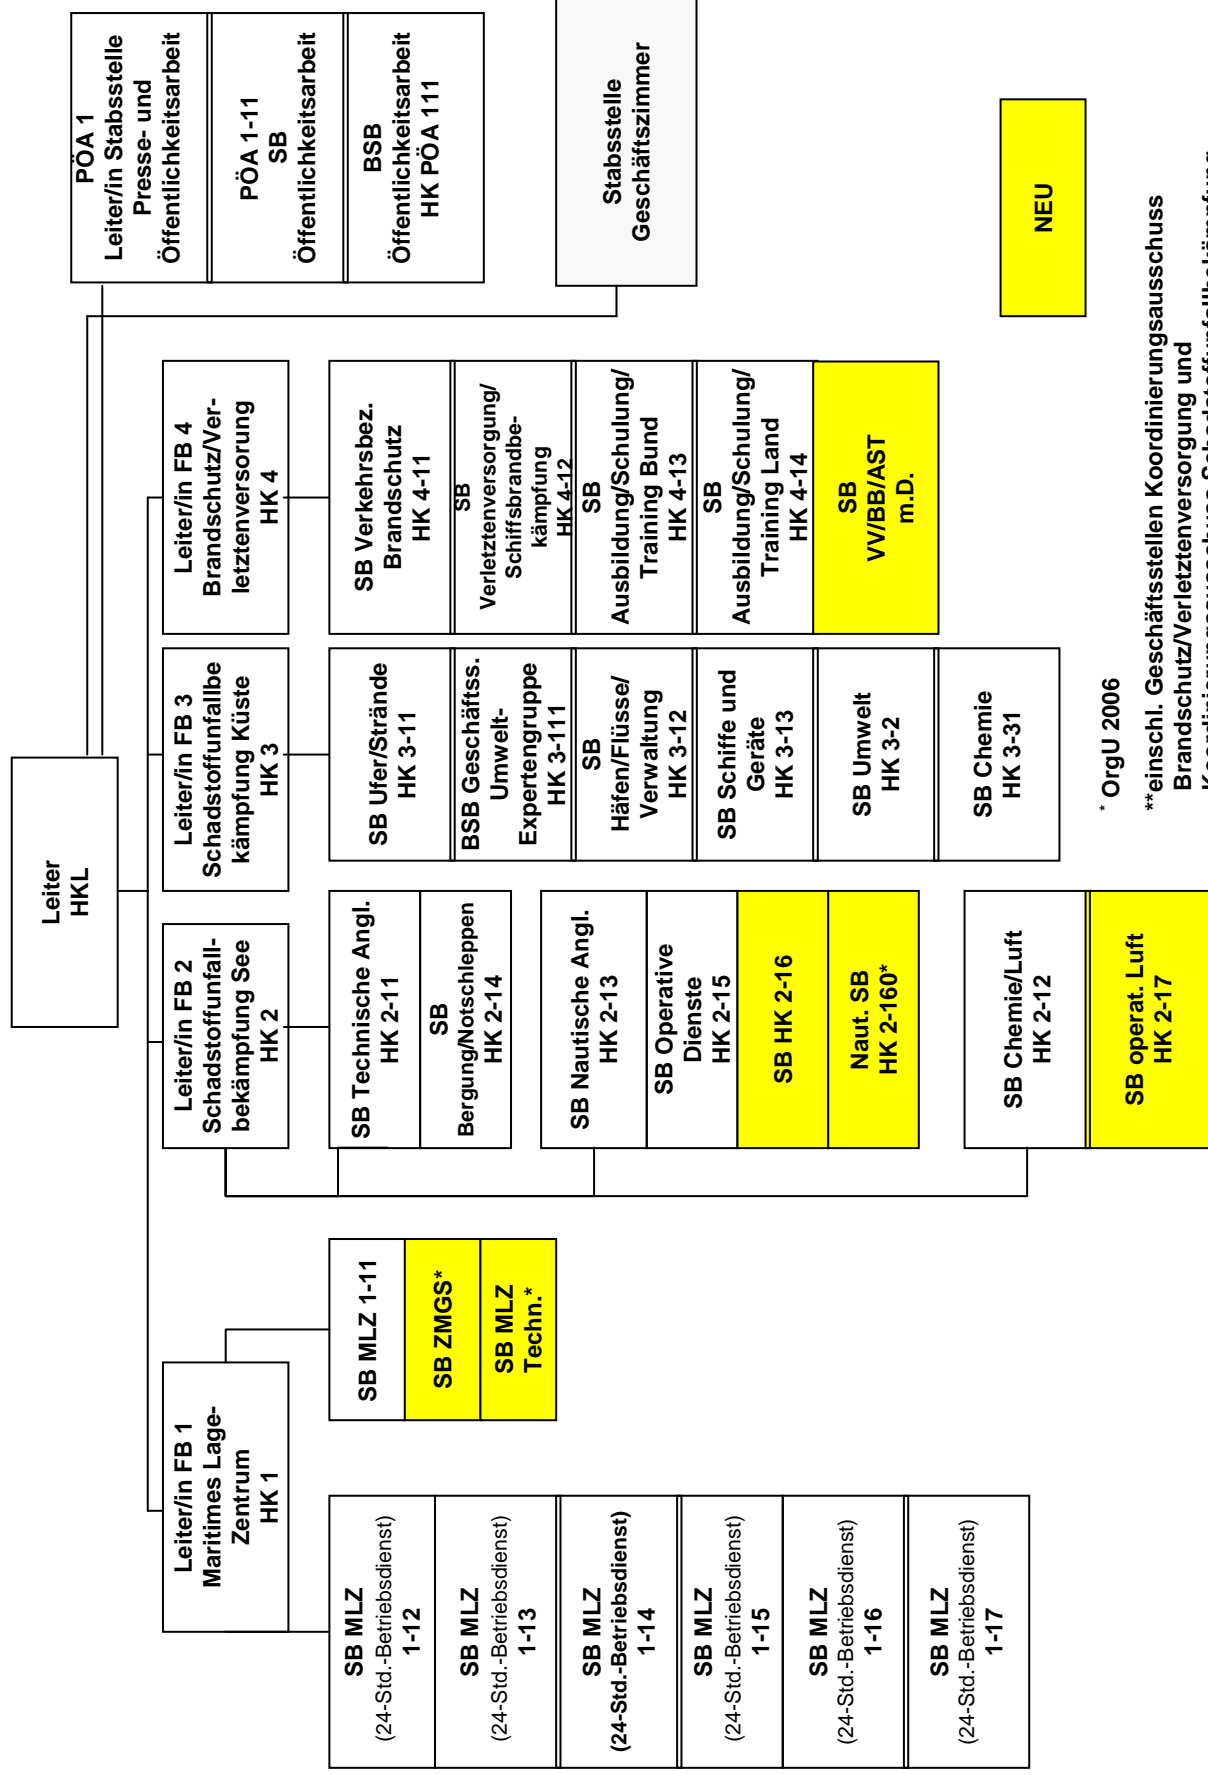 Leiter
HKL
PÖA 1
Leiter/in Stabsstelle
Presse- und
Öffentlichkeitsarbeit
PÖA 1-11
SB
Öffentlichkeitsarbeit
BSB
Öffentlichkeitsarbeit
HK PÖA 111
Stabsstelle
Geschäftszimmer
Leiter/in FB 1
Maritimes Lage-
Zentrum
HK 1
SB MLZ
(24-Std.-Betriebsdienst)
1-12
SB MLZ
(24-Std.-Betriebsdienst)
1-13
SB MLZ
(24-Std.-Betriebsdienst)
1-14
SB MLZ
(24-Std.-Betriebsdienst)
1-15
SB MLZ
(24-Std.-Betriebsdienst)
1-16
SB MLZ
(24-Std.-Betriebsdienst)
1-17
SB MLZ 1-11
SB ZMGS*
SB MLZ
Techn.*
Leiter/in FB 2
Schadstoffunfall-
bekämpfung See
HK 2
SB Technische Angl.
HK 2-11
SB
Bergung/Notschleppen
HK 2-14
SB Nautische Angl.
HK 2-13
SB Operative
Dienste
HK 2-15
SB HK 2-16
Naut. SB
HK 2-160*
SB Chemie/Luft
HK 2-12
SB operat. Luft
HK 2-17
Leiter/in FB 3
Schadstoffunfallbe
kämpfung Küste
HK 3
SB Ufer/Strände
HK 3-11
BSB Geschäftss.
Umwelt-
Expertengruppe
HK 3-111
SB
Häfen/Flüsse/
Verwaltung
HK 3-12
SB Schiffe und
Geräte
HK 3-13
SB Umwelt
HK 3-2
SB Chemie
HK 3-31
Leiter/in FB 4
Brandschutz/Ver-
letztenversorung
HK 4
SB Verkehrsbez.
Brandschutz
HK 4-11
SB
Verletztenversorgung/
Schiffsbrandbe-
kämpfung
HK 4-12
SB
Ausbildung/Schulung/
Training Bund
HK 4-13
SB
Ausbildung/Schulung/
Training Land
HK 4-14
SB
VV/BB/AST
m.D.
NEU
* OrgU 2006
**einschl. Geschäftsstellen Koordinierungsausschuss
Brandschutz/Verletztenversorgung und
Koordinierungsausschuss Schadstoffunfallbekämpfung